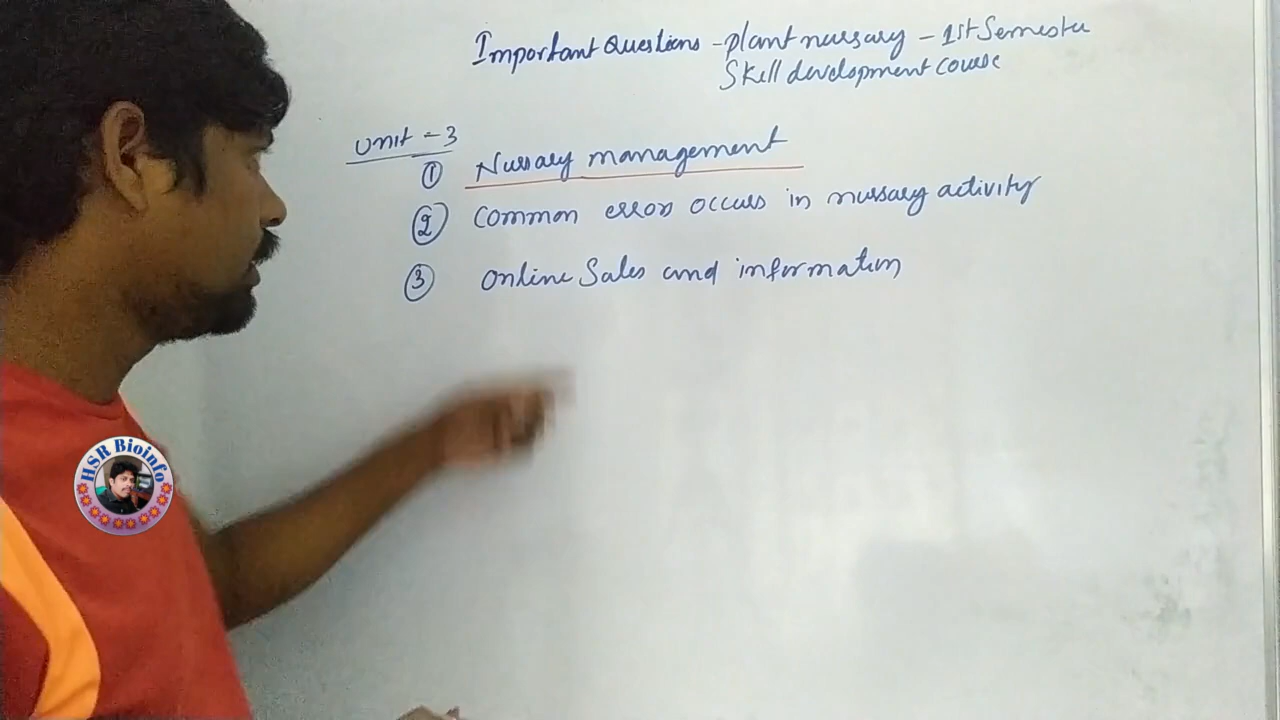 Important Questions - plant nursary - 1st Semester
Skill development course
Unit - 3
① Nursary management
② Common errors occurs in nursary activity
③ Online Sales and information
HSR Bioinfo